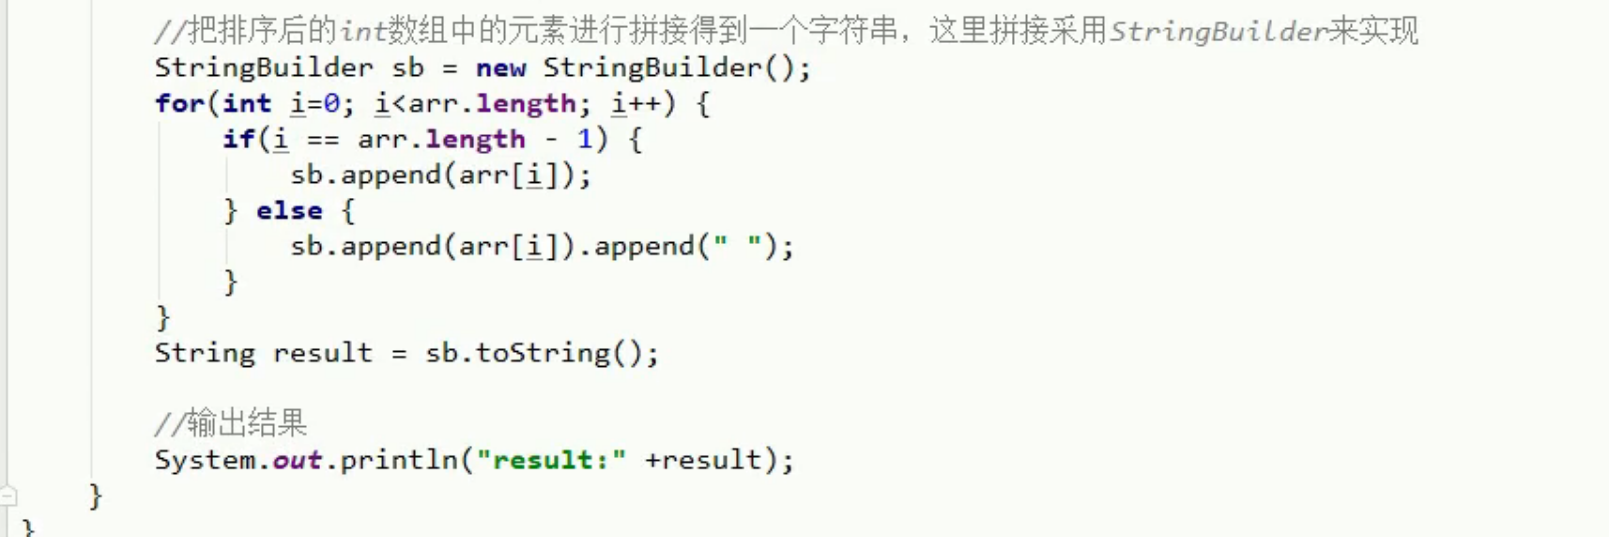 //把排序后的int数组中的元素进行拼接得到一个字符串，这里拼接采用StringBuilder来实现
StringBuilder sb = new StringBuilder();
for(int i=0; i<arr.length; i++) {
if(i == arr.length - 1) {
sb.append(arr[i]);
} else {
sb.append(arr[i]).append(" ");
}
}
String result = sb.toString();
//输出结果
System.out.println("result:" +result);
}
}